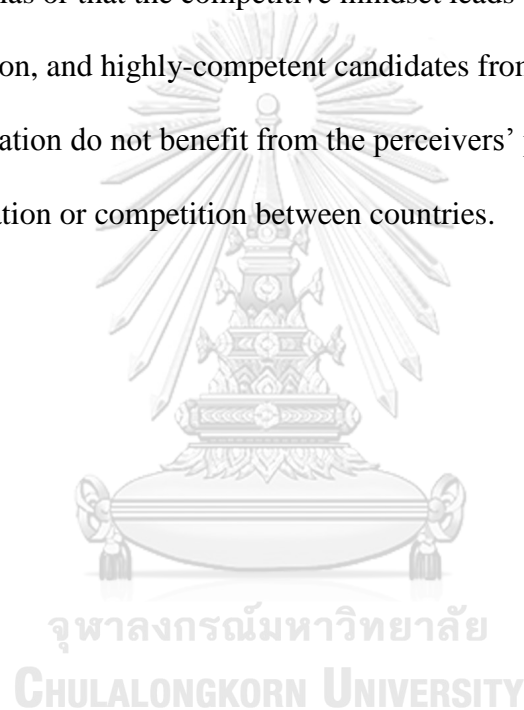 as or that the competitive mindset leads
on, and highly-competent candidates from
ation do not benefit from the perceivers’
ation or competition between countries.
จุฬาลงกรณ์มหาวิทยาลัย
CHULALONGKORN UNIVERSITY